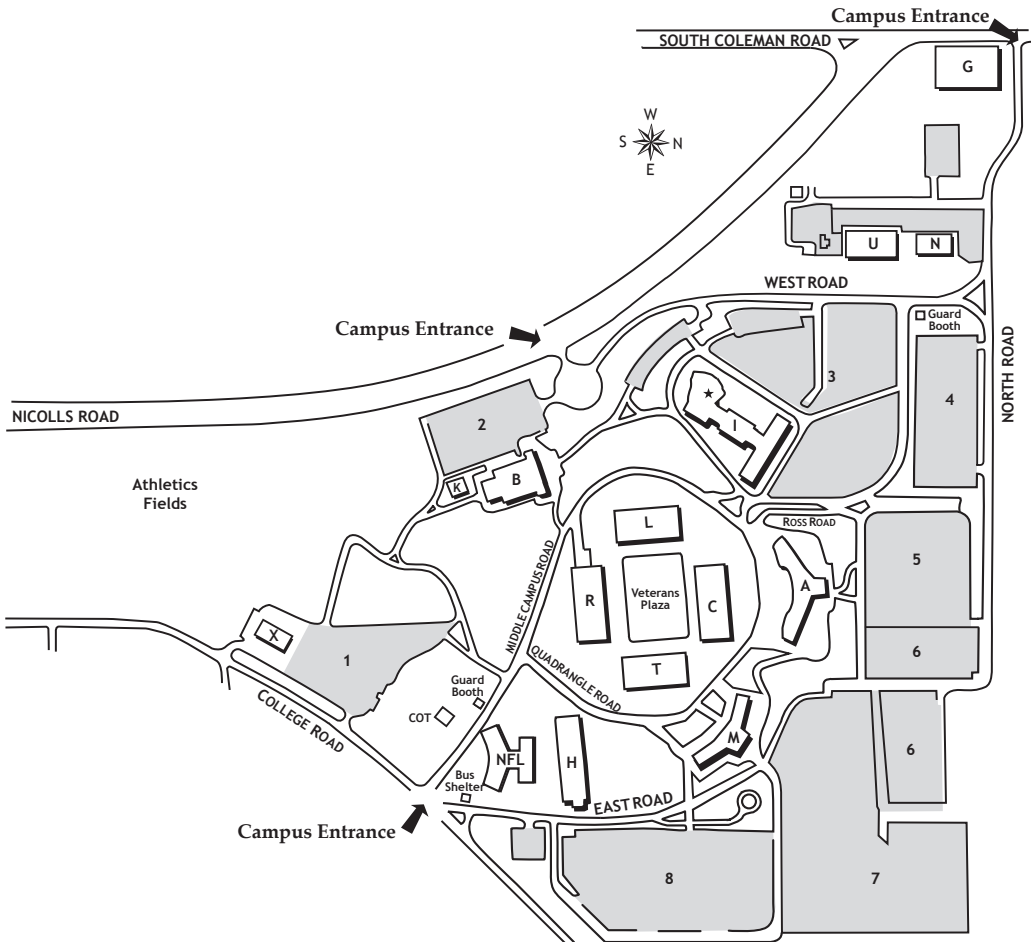 Campus Entrance
SOUTH COLEMAN ROAD
G
W
S N
E
U
N
WEST ROAD
Guard
Booth
Campus Entrance
NORTH ROAD
3
4
NICOLLS ROAD
2
I
Athletics
Fields
K
B
L
ROSS ROAD
MIDDLE CAMPUS ROAD
5
R
Veterans
Plaza
C
A
X
1
QUADRANGLE ROAD
T
6
Guard
Booth
COT
COLLEGE ROAD
M
6
NFL
H
Bus
Shelter
EAST ROAD
Campus Entrance
8
7